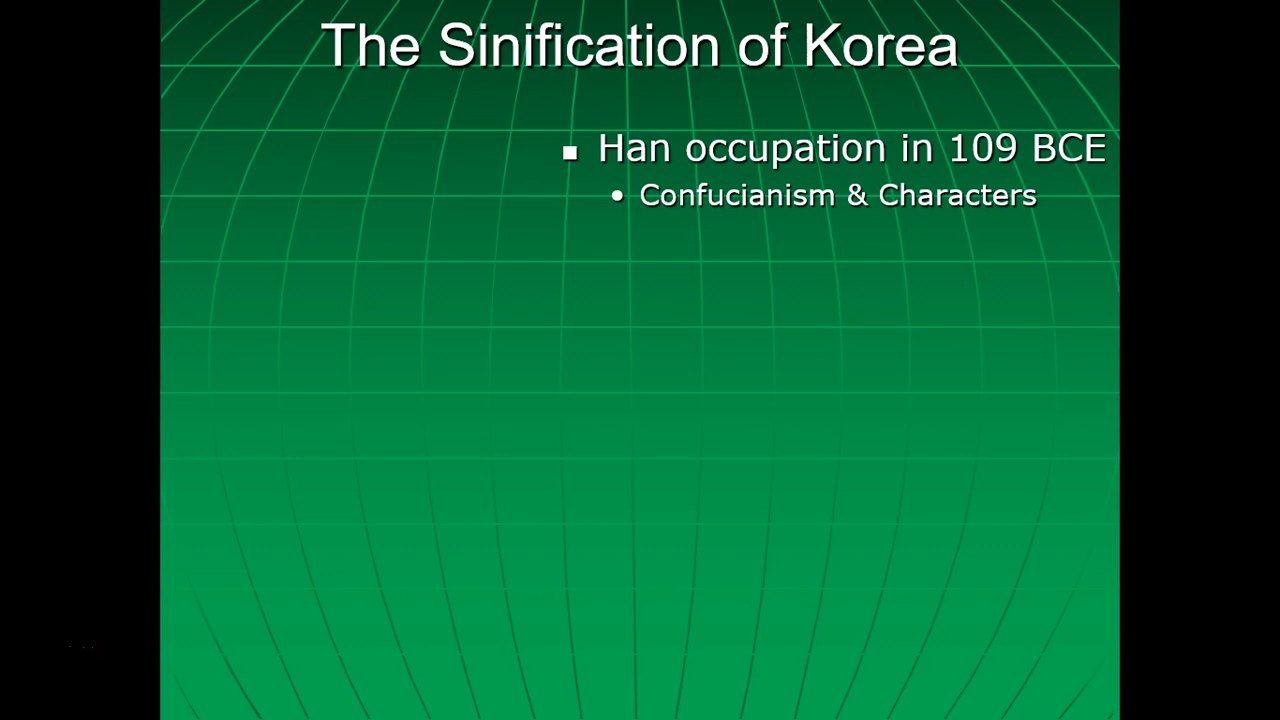 The Sinification of Korea
Han occupation in 109 BCE
Confucianism & Characters